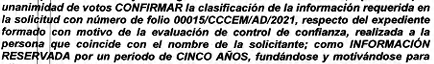 unanimidad de votos CONFIRMAR la clasificación de la información requerida en
la solicitud con número de folio 00015/CCCEM/AD/2021, respecto del expediente
formado con motivo de la evaluación de control de confianza, realizada a la
persona que coincide con el nombre de la solicitante; como INFORMACIÓN
RESERVADA por un periodo de CINCO AÑOS, fundándose y motivándose para